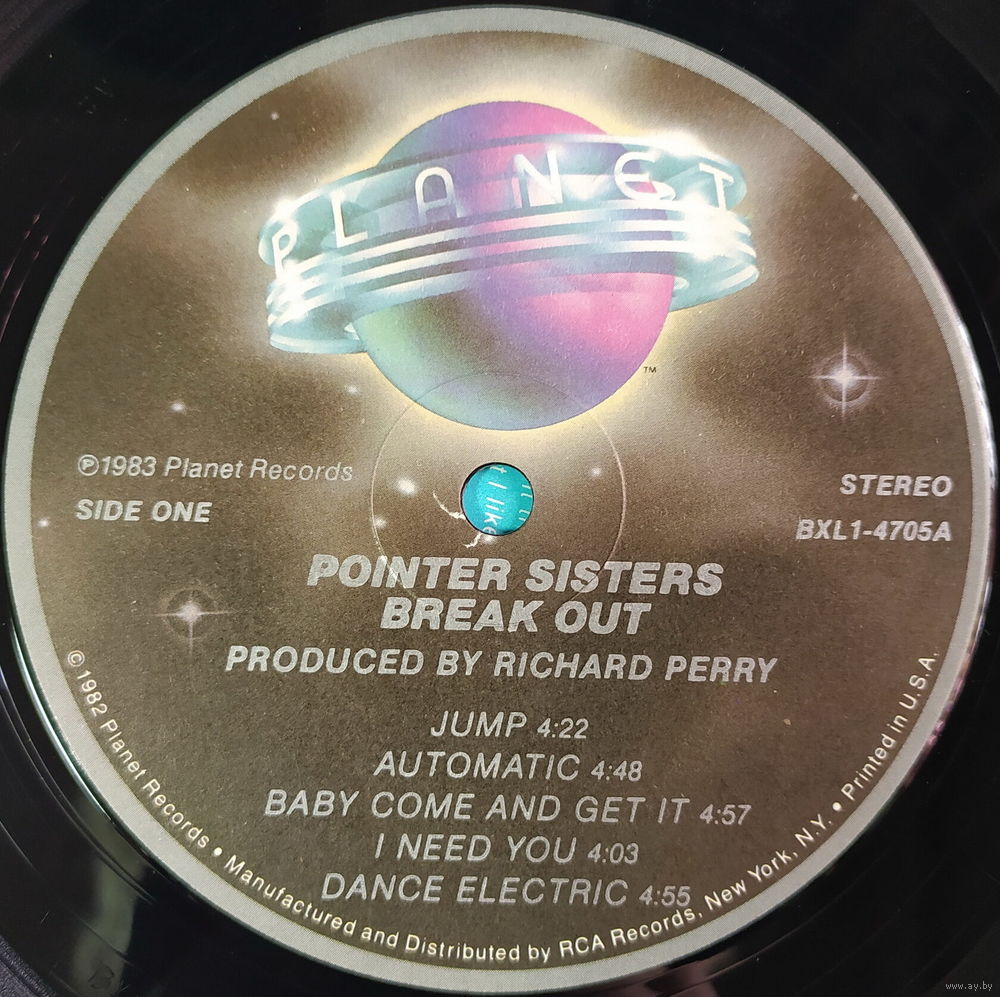 PLANET
™
℗1983 Planet Records
SIDE ONE
STEREO
BXL1-4705A
t I like
POINTER SISTERS
BREAK OUT
PRODUCED BY RICHARD PERRY
JUMP 4:22
AUTOMATIC 4:48
BABY COME AND GET IT 4:57
I NEED YOU 4:03
DANCE ELECTRIC 4:55
©1982 Planet Records • Manufactured and Distributed by RCA Records, New York, N.Y. • Printed in U.S.A.
www.ay.by